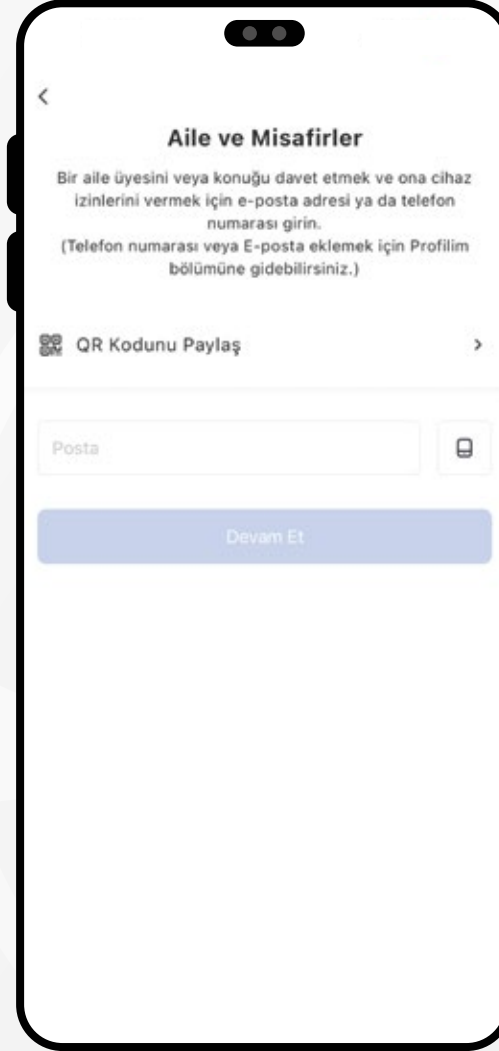 Aile ve Misafirler
Bir aile üyesini veya konuğu davet etmek ve ona cihaz
izinlerini vermek için e-posta adresi ya da telefon
numarası girin.
(Telefon numarası veya E-posta eklemek için Profilim
bölümüne gidebilirsiniz.)
QR Kodunu Paylaş
Posta
Devam Et